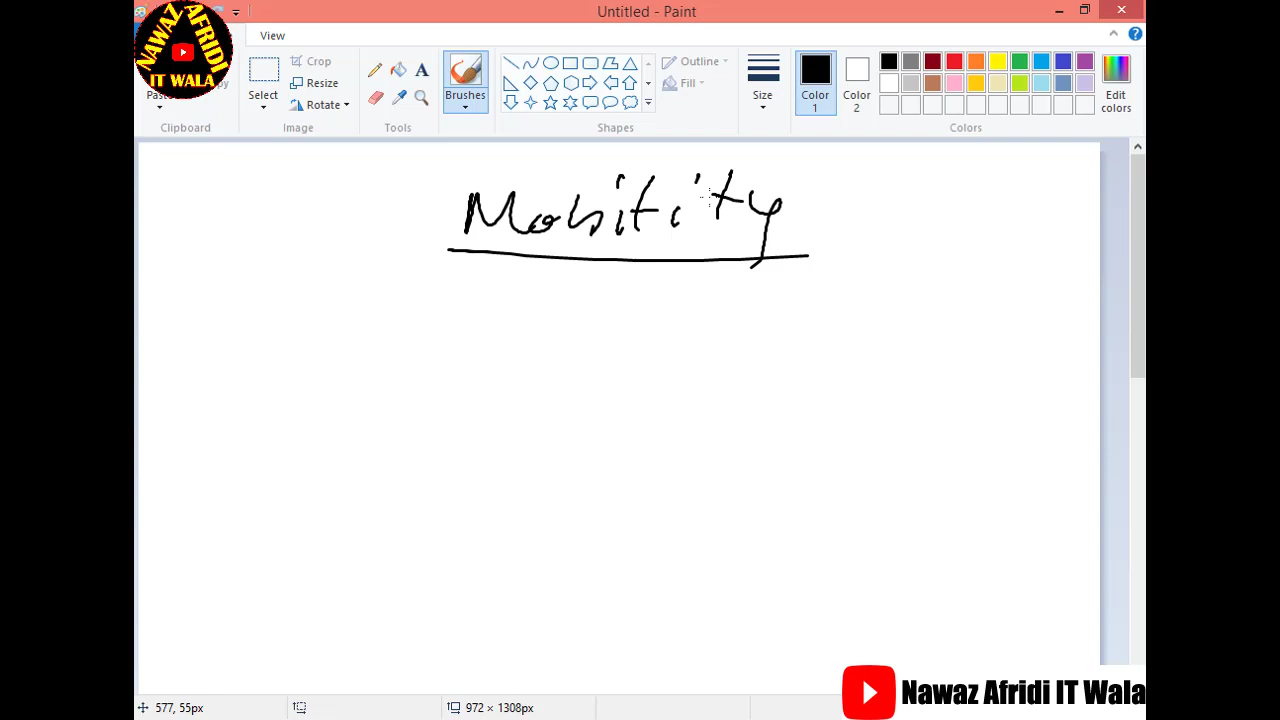 Untitled - Paint
NAWAZ AFRIDI
IT WALA
View
Crop
Resize
Rotate
Select
Brushes
Outline
Fill
Size
Color 1
Color 2
Edit colors
Clipboard
Image
Tools
Shapes
Colors
Mobitity
577, 55px
972 × 1308px
Nawaz Afridi IT Wala